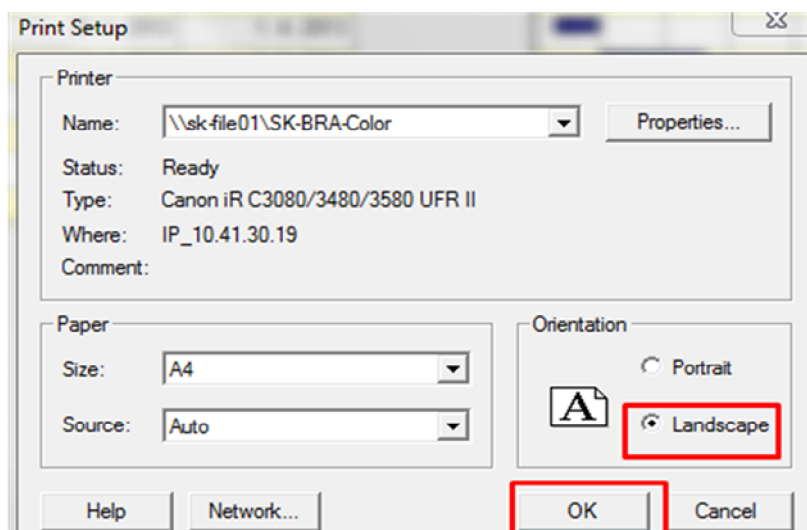 Print Setup
Printer
Name: \\sk-file01\SK-BRA-Color Properties...
Status: Ready
Type: Canon iR C3080/3480/3580 UFR II
Where: IP_10.41.30.19
Comment:
Paper Orientation
Size: A4 Portrait
A
Source: Auto Landscape
Help Network... OK Cancel